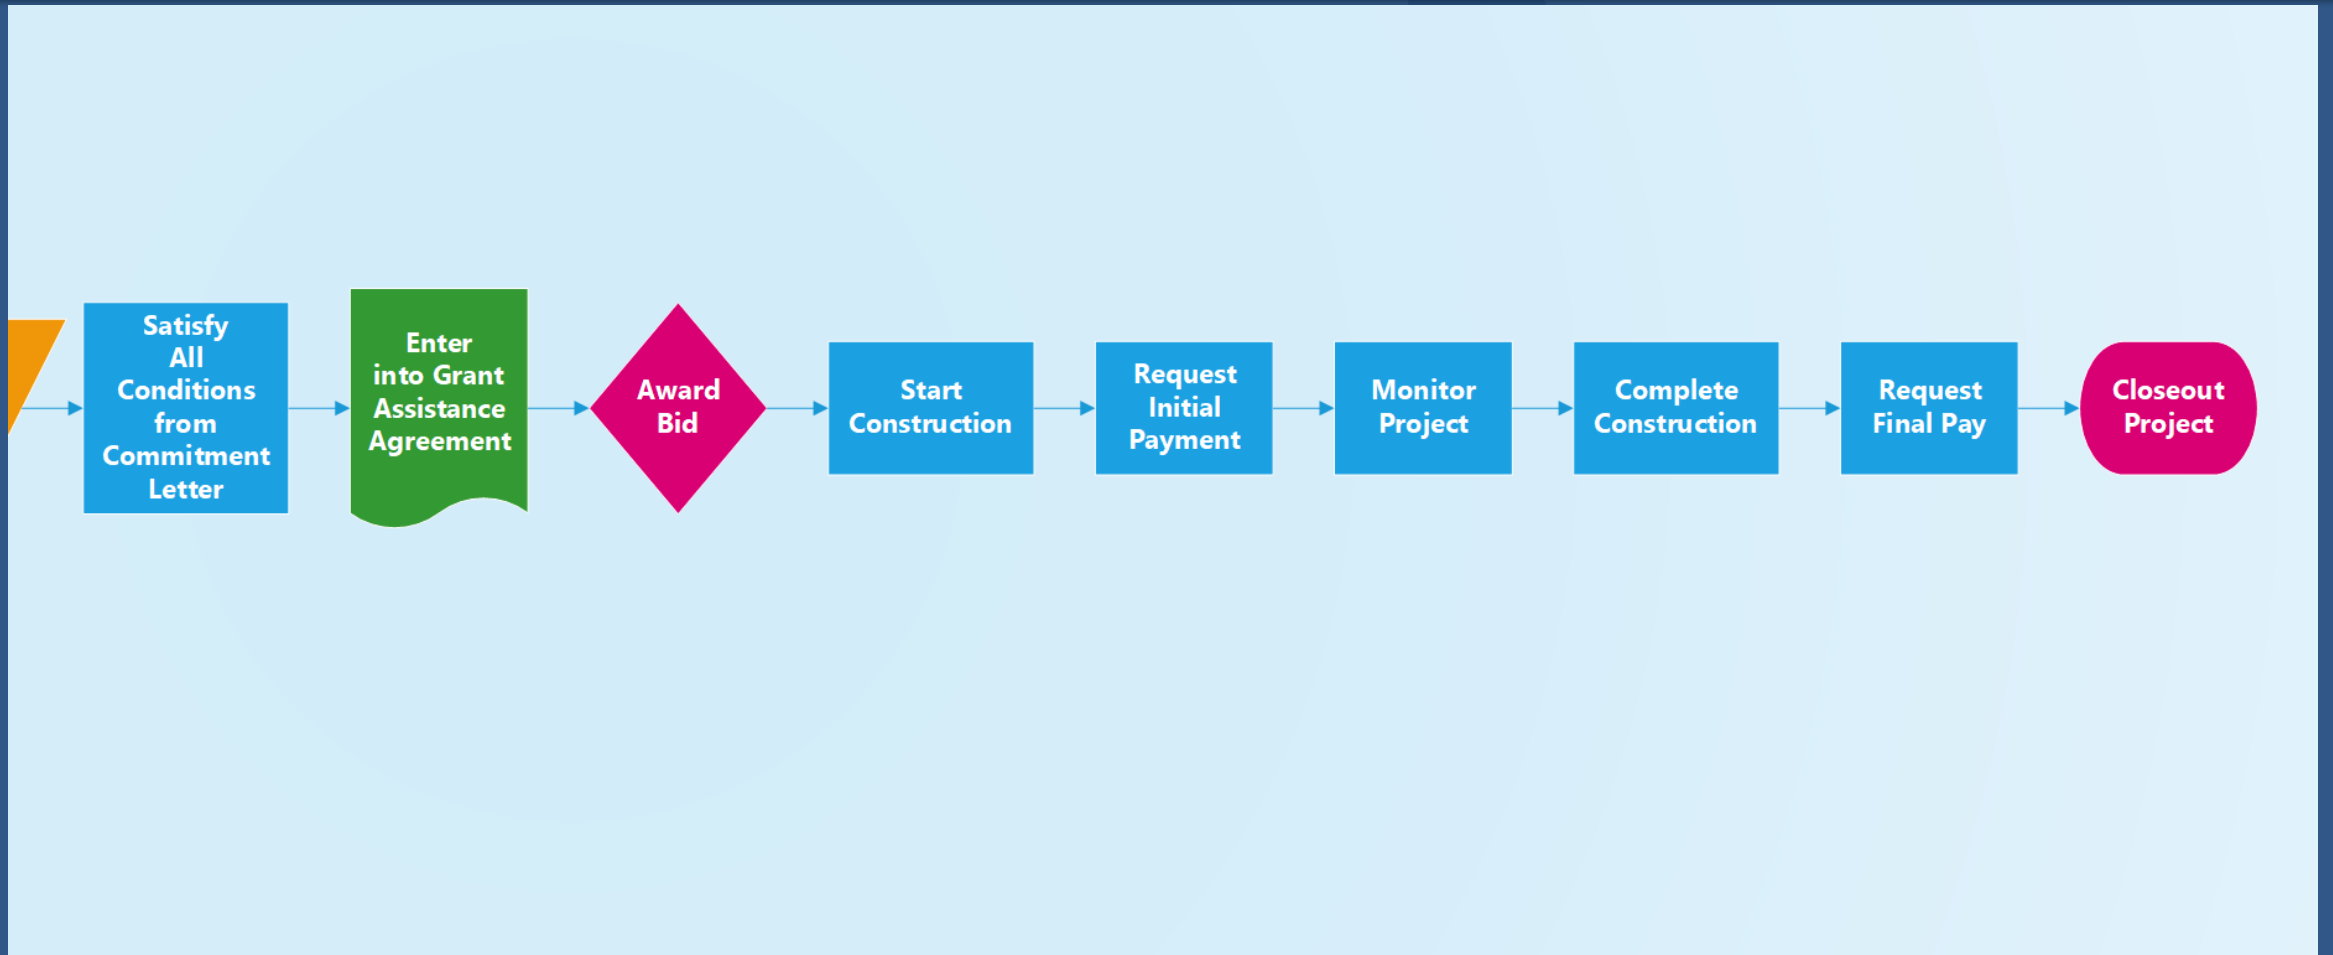 Satisfy
All
Conditions
from
Commitment
Letter
Enter
into Grant
Assistance
Agreement
Award
Bid
Start
Construction
Request
Initial
Payment
Monitor
Project
Complete
Construction
Request
Final Pay
Closeout
Project